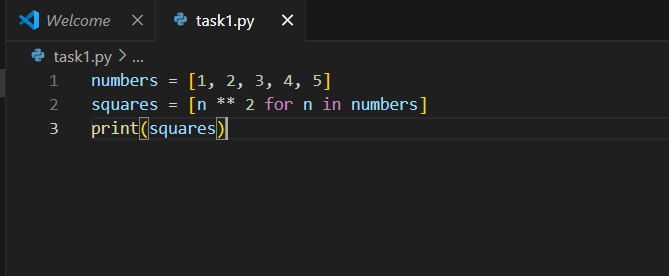 Welcome task1.py
task1.py > ...
1 numbers = [1, 2, 3, 4, 5]
2 squares = [n ** 2 for n in numbers]
3 print(squares)